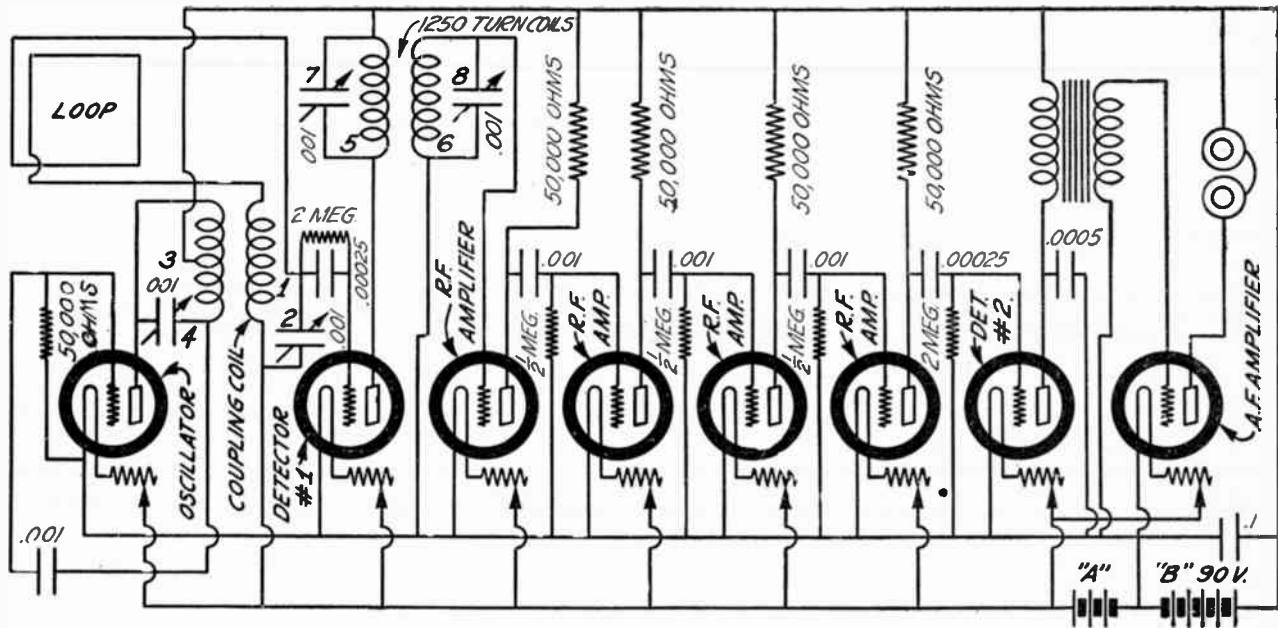 1250 TURN COILS
LOOP
7
.001
5
8
.001
6
50,000 OHMS
50,000 OHMS
50,000 OHMS
50,000 OHMS
3
.001
4
1
2 MEG.
.00025
2
.001
50,000
OHMS
OSCILLATOR
COUPLING COIL
DETECTOR
#1
R.F.
AMPLIFIER
.001
2½ MEG.
R.F.
AMP.
.001
½ MEG.
R.F.
AMP.
.001
½ MEG.
R.F.
AMP.
.00025
2 MEG.
DET.
#2.
.0005
A.F. AMPLIFIER
.001
.1
"A"
"B" 90 V.